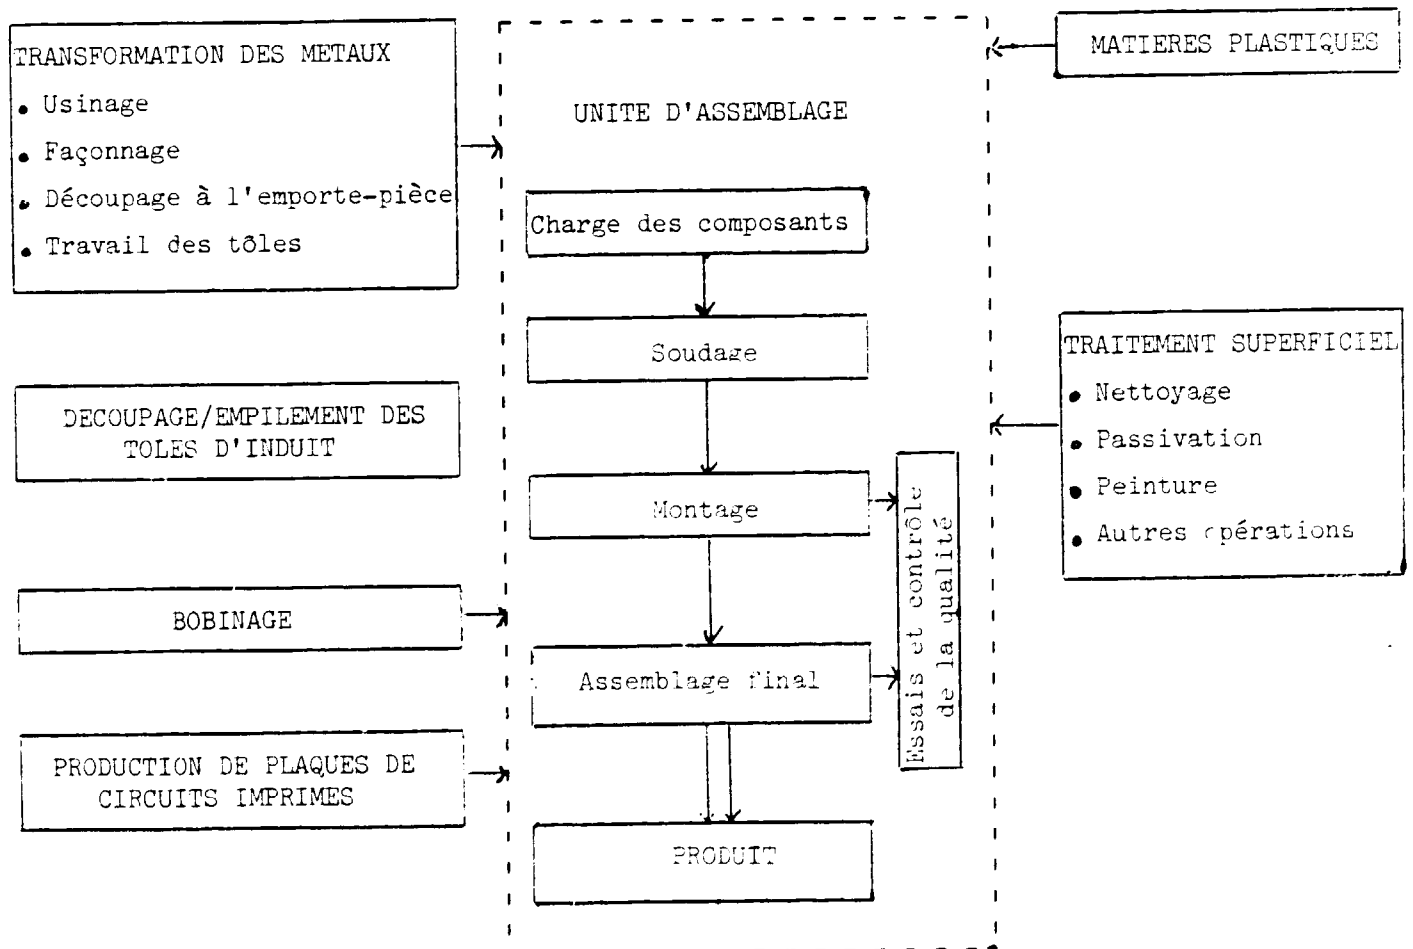 TRANSFORMATION DES METAUX
• Usinage
• Façonnage
• Découpage à l'emporte-pièce
• Travail des tôles
DECOUPAGE/EMPILEMENT DES
TOLES D'INDUIT
BOBINAGE
PRODUCTION DE PLAQUES DE
CIRCUITS IMPRIMES
UNITE D'ASSEMBLAGE
Charge des composants
Soudage
Montage
Assemblage final
PRODUIT
Essais et contrôle
de la qualité
MATIERES PLASTIQUES
TRAITEMENT SUPERFICIEL
• Nettoyage
• Passivation
• Peinture
• Autres opérations